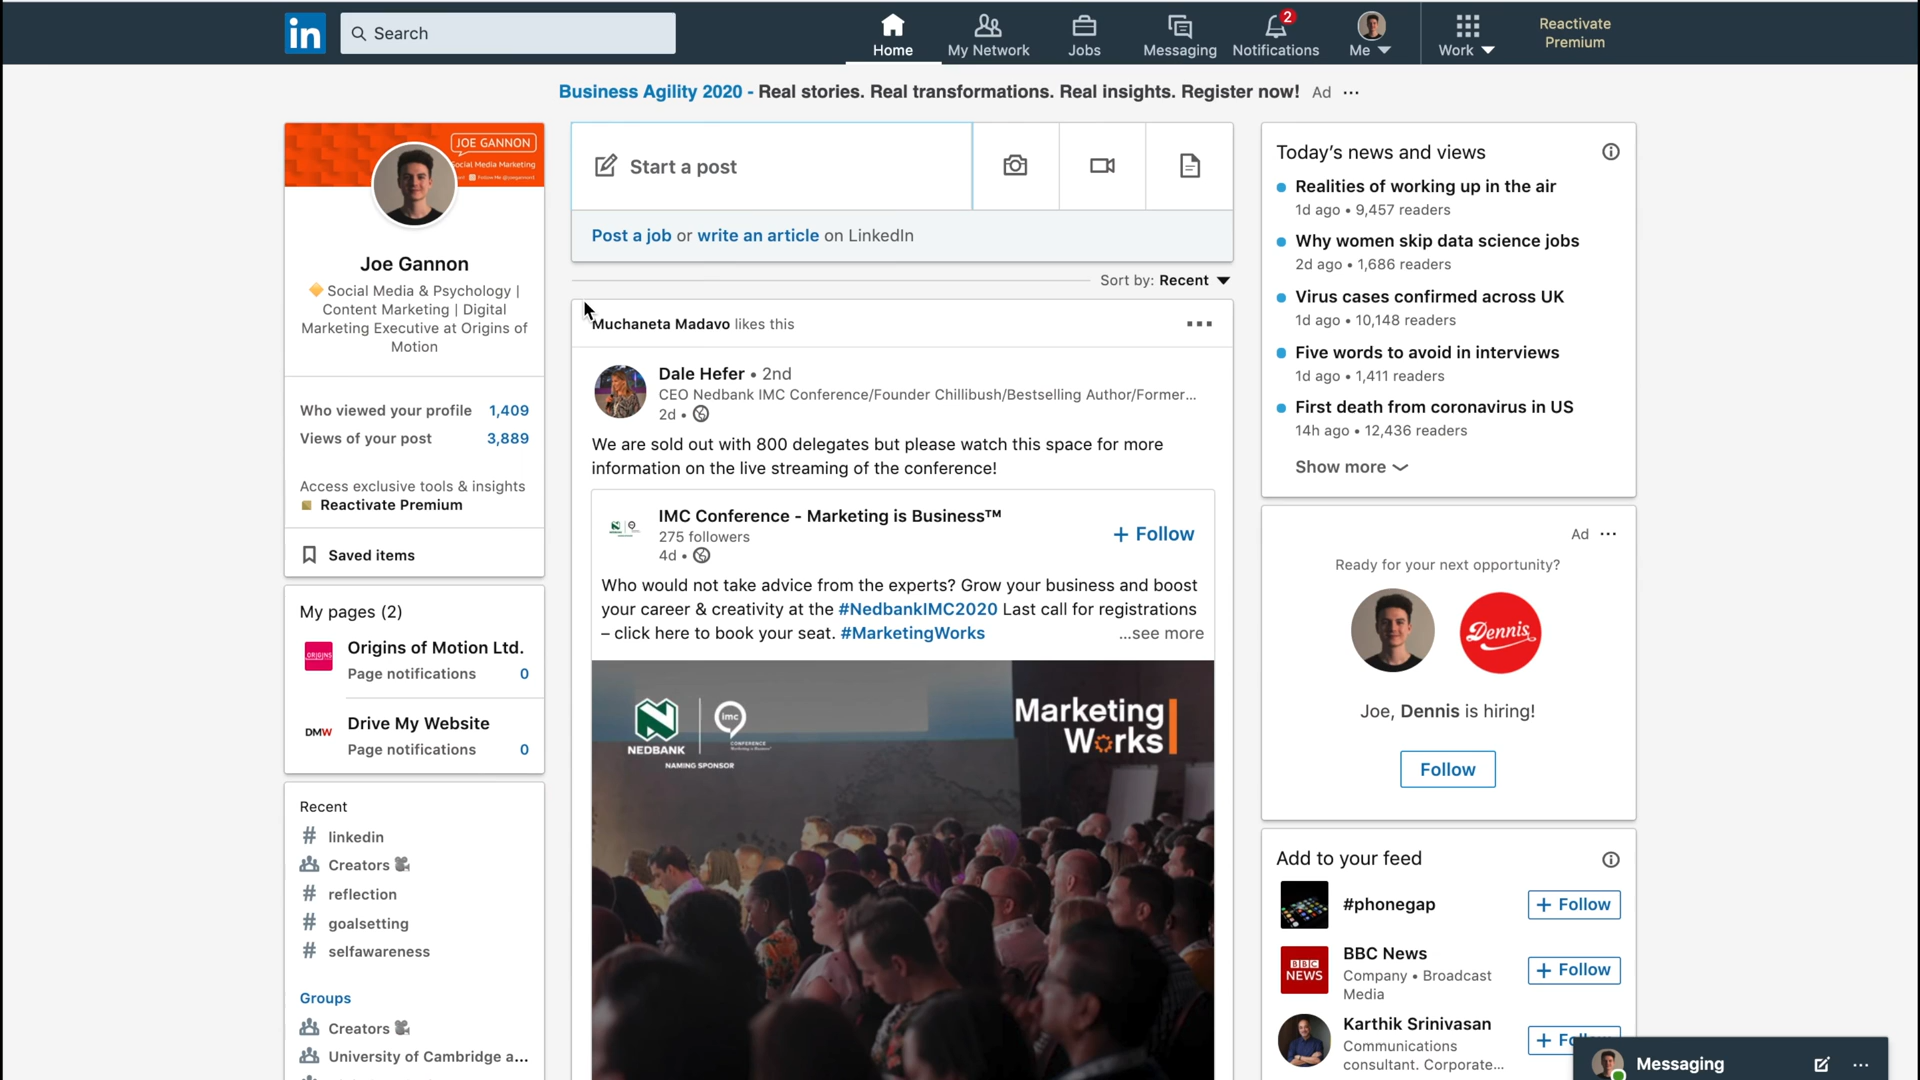 in
Search
Home
My Network
Jobs
Messaging
2
Notifications
Me
Work
Reactivate
Premium
Business Agility 2020 - Real stories. Real transformations. Real insights. Register now! Ad ...
JOE GANNON
Social Media Marketing
Joe Gannon
Social Media & Psychology |
Content Marketing | Digital
Marketing Executive at Origins of
Motion
Who viewed your profile 1,409
Views of your post 3,889
Access exclusive tools & insights
Reactivate Premium
Saved items
My pages (2)
ORIGINS
Origins of Motion Ltd.
Page notifications 0
DMW
Drive My Website
Page notifications 0
Recent
# linkedin
Creators
# reflection
# goalsetting
# selfawareness
Groups
Creators
University of Cambridge a...
Start a post
Post a job or write an article on LinkedIn
Sort by: Recent
Muchaneta Madavo likes this
Dale Hefer • 2nd
CEO Nedbank IMC Conference/Founder Chillibush/Bestselling Author/Former...
2d •
We are sold out with 800 delegates but please watch this space for more
information on the live streaming of the conference!
IMC Conference - Marketing is Business™
275 followers
4d •
+ Follow
Who would not take advice from the experts? Grow your business and boost
your career & creativity at the #NedbankIMC2020 Last call for registrations
– click here to book your seat. #MarketingWorks
...see more
NEDBANK
imc
CONFERENCE
NAMING SPONSOR
Marketing
Works
Today's news and views
Realities of working up in the air
1d ago • 9,457 readers
Why women skip data science jobs
2d ago • 1,686 readers
Virus cases confirmed across UK
1d ago • 10,148 readers
Five words to avoid in interviews
1d ago • 1,411 readers
First death from coronavirus in US
14h ago • 12,436 readers
Show more
Ad ...
Ready for your next opportunity?
Dennis
Joe, Dennis is hiring!
Follow
Add to your feed
#phonegap
+ Follow
BBC NEWS
BBC News
Company • Broadcast
Media
+ Follow
Karthik Srinivasan
Communications
consultant. Corporate...
Messaging